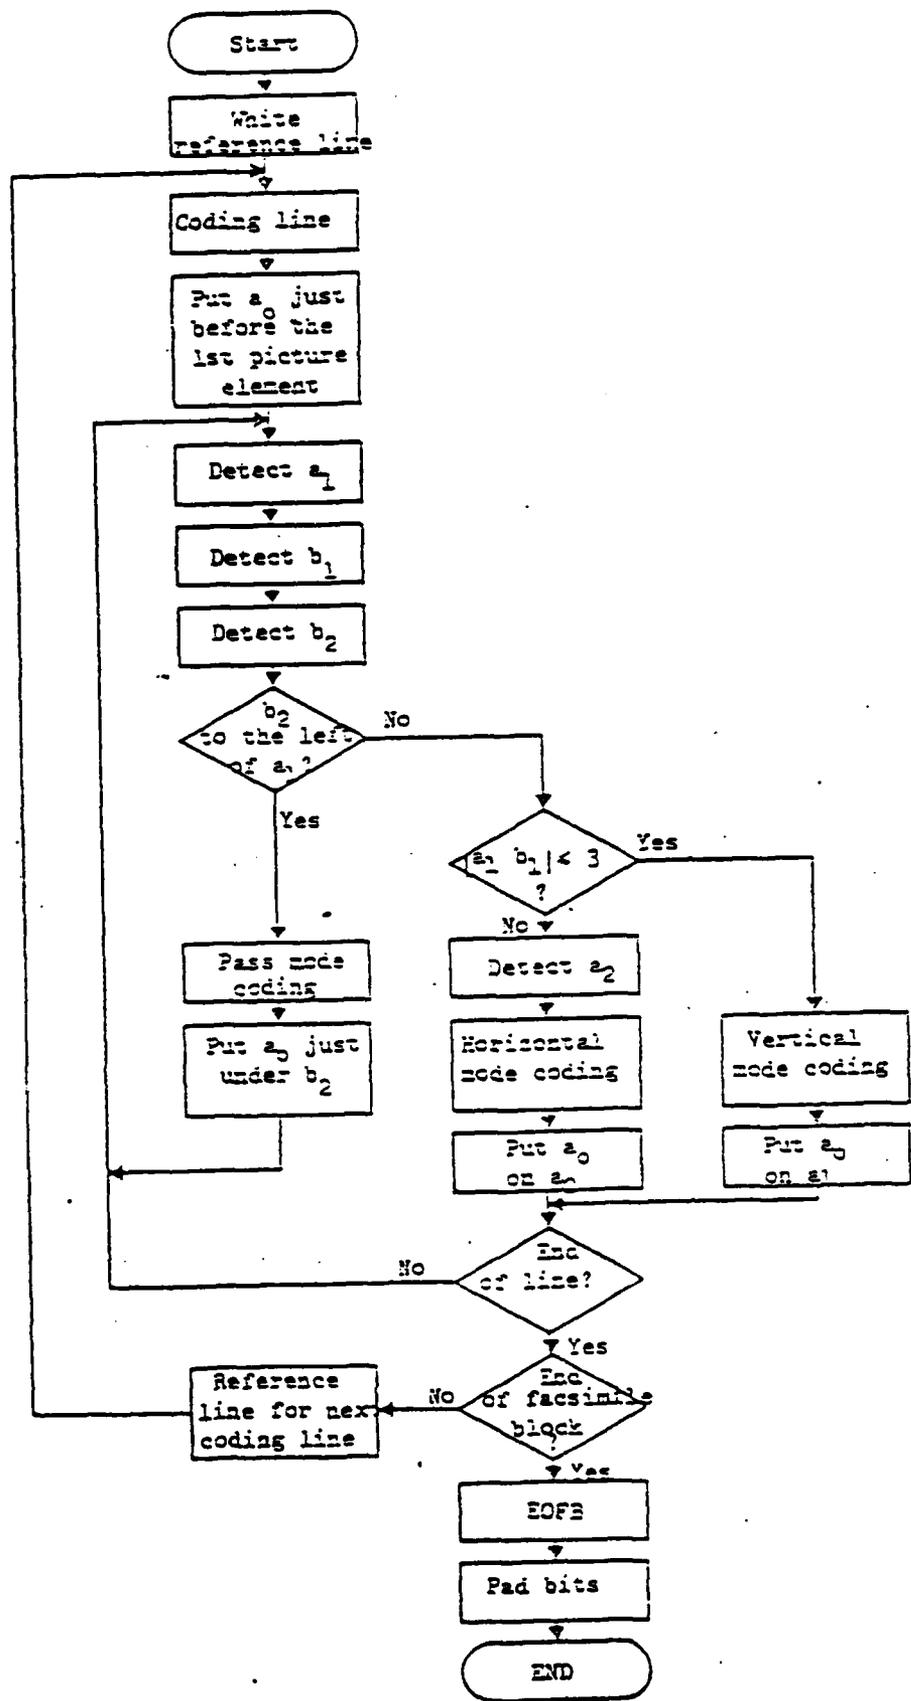 Start
White
reference line
Coding line
Put a0 just
before the
1st picture
element
Detect a1
Detect b1
Detect b2
b2
to the left
of a1?
No
Yes
|a1 b1| ≤ 3
?
Yes
No
Pass mode
coding
Put a0 just
under b2
Detect a2
Horizontal
mode coding
Put a0
on
Vertical
mode coding
Put a0
on a1
End
of line?
No
Yes
End
of facsimile
block
?
No
Reference
line for nex
coding line
Yes
EOFB
Pad bits
END